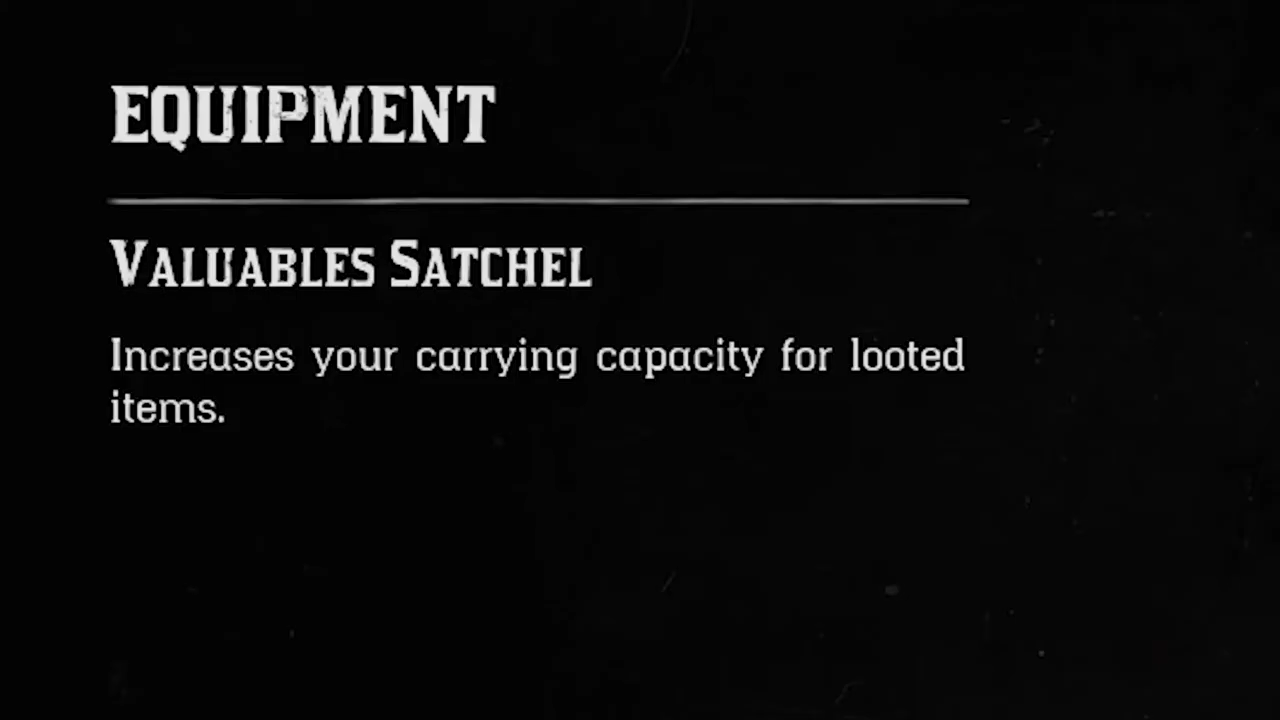 EQUIPMENT
VALUABLES SATCHEL
Increases your carrying capacity for looted
items.